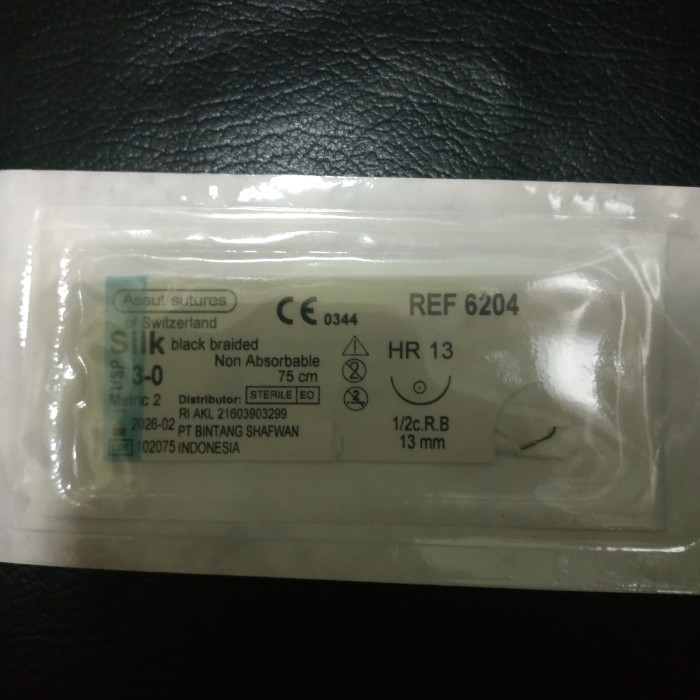 Assut sutures
of Switzerland
CE 0344
REF 6204
Silk black braided
Non Absorbable
75 cm
USP 3-0
Metric 2
HR 13
Distributor: STERILE EO
RI AKL 21603903299
2026-02 PT BINTANG SHAFWAN
LOT 102075 INDONESIA
1/2c.R.B
13 mm